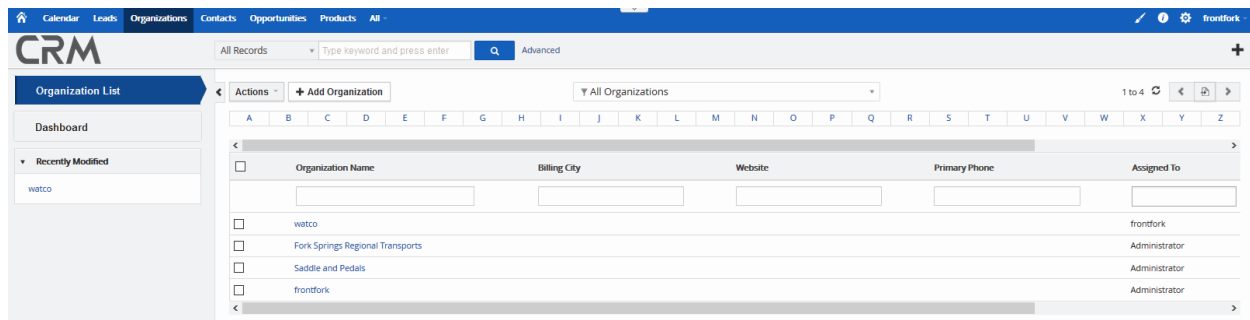 Calendar Leads Organizations Contacts Opportunities Products All frontfork
CRM All Records Type keyword and press enter Advanced
Organization List
Actions Add Organization All Organizations 1 to 4
Dashboard
A B C D E F G H I J K L M N O P Q R S T U V W X Y Z
Recently Modified
watco
Organization Name Billing City Website Primary Phone Assigned To
watco frontfork
Fork Springs Regional Transports Administrator
Saddle and Pedals Administrator
frontfork Administrator